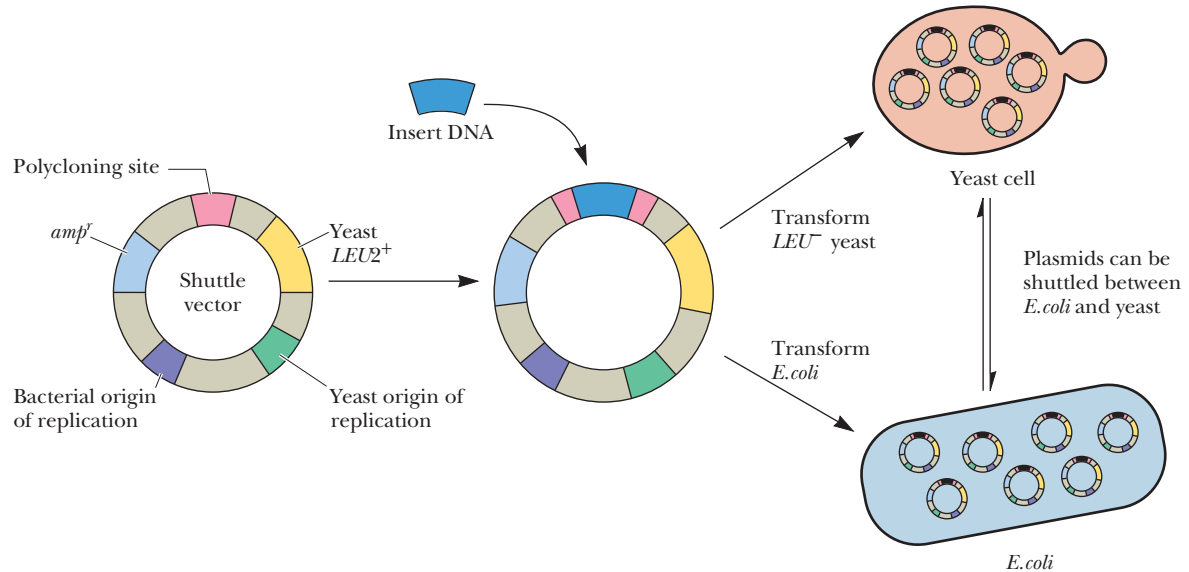 Insert DNA
Polycloning site
ampʳ
Yeast
LEU2⁺
Shuttle
vector
Bacterial origin
of replication
Yeast origin of
replication
Transform
LEU⁻ yeast
Transform
E.coli
Yeast cell
Plasmids can be
shuttled between
E.coli and yeast
E.coli